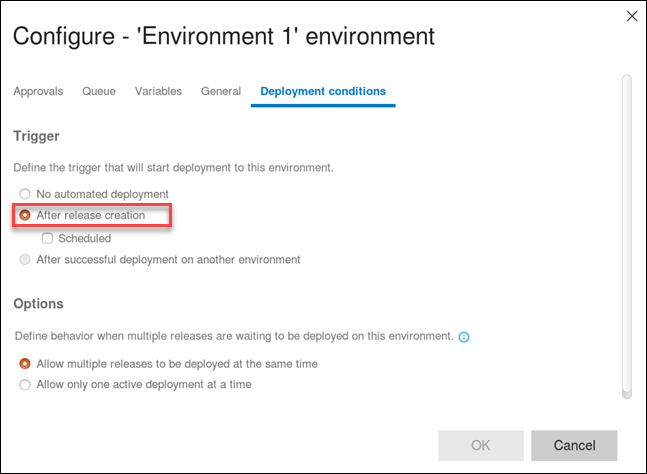 Configure - 'Environment 1' environment
Approvals Queue Variables General Deployment conditions
Trigger
Define the trigger that will start deployment to this environment.
No automated deployment
After release creation
Scheduled
After successful deployment on another environment
Options
Define behavior when multiple releases are waiting to be deployed on this environment.
Allow multiple releases to be deployed at the same time
Allow only one active deployment at a time
OK Cancel